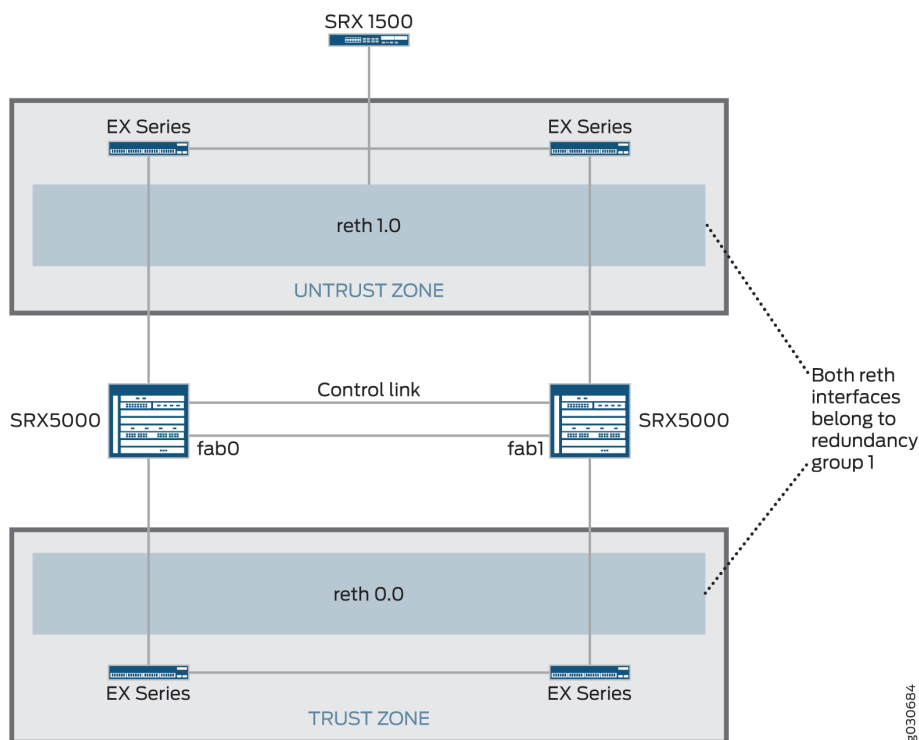 SRX 1500
EX Series
EX Series
reth 1.0
UNTRUST ZONE
Control link
SRX5000
SRX5000
fab0
fab1
Both reth
interfaces
belong to
redundancy
group 1
reth 0.0
EX Series
EX Series
TRUST ZONE
g030684